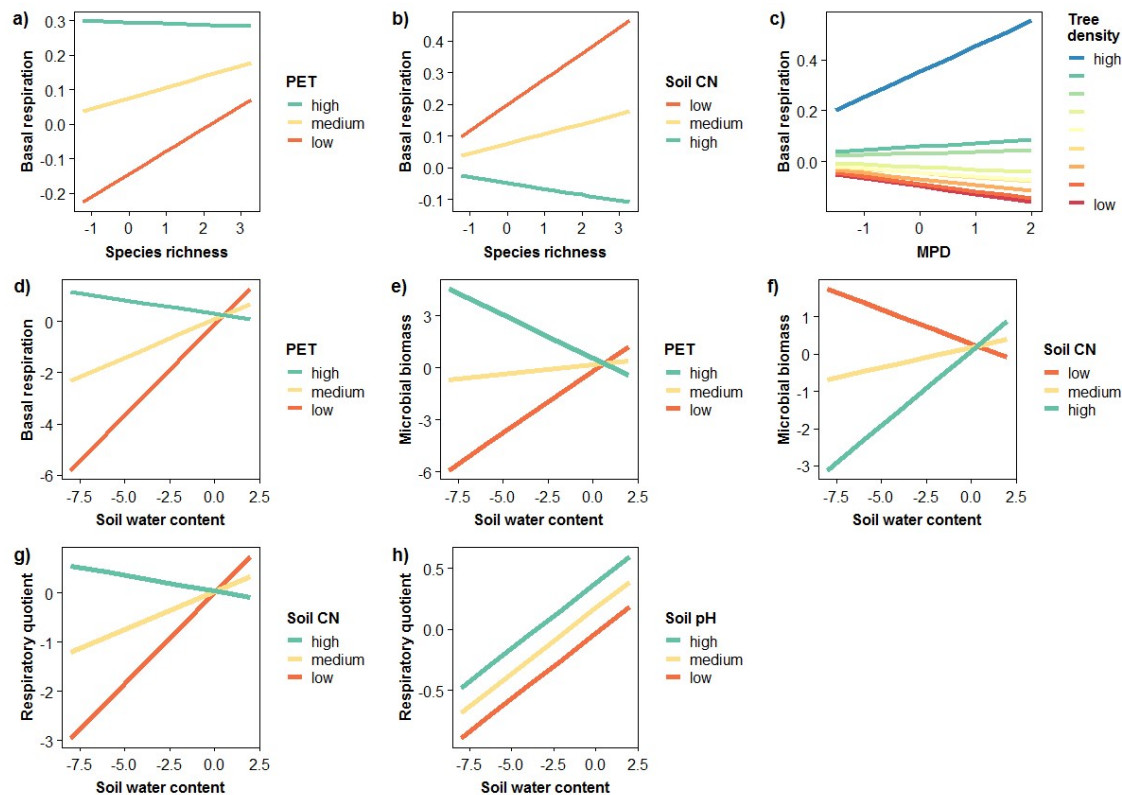 a)
Basal respiration
0.3
0.2
0.1
0.0
-0.1
-0.2
-1 0 1 2 3
Species richness
PET
high
medium
low
b)
Basal respiration
0.4
0.3
0.2
0.1
0.0
-0.1
-1 0 1 2 3
Species richness
Soil CN
low
medium
high
c)
Basal respiration
0.4
0.2
0.0
-1 0 1 2
MPD
Tree
density
high
low
d)
Basal respiration
0
-2
-4
-6
-7.5 -5.0 -2.5 0.0 2.5
Soil water content
PET
high
medium
low
e)
Microbial biomass
3
0
-3
-6
-7.5 -5.0 -2.5 0.0 2.5
Soil water content
PET
high
medium
low
f)
Microbial biomass
1
0
-1
-2
-3
-7.5 -5.0 -2.5 0.0 2.5
Soil water content
Soil CN
low
medium
high
g)
Respiratory quotient
0
-1
-2
-3
-7.5 -5.0 -2.5 0.0 2.5
Soil water content
Soil CN
high
medium
low
h)
Respiratory quotient
0.5
0.0
-0.5
-7.5 -5.0 -2.5 0.0 2.5
Soil water content
Soil pH
high
medium
low